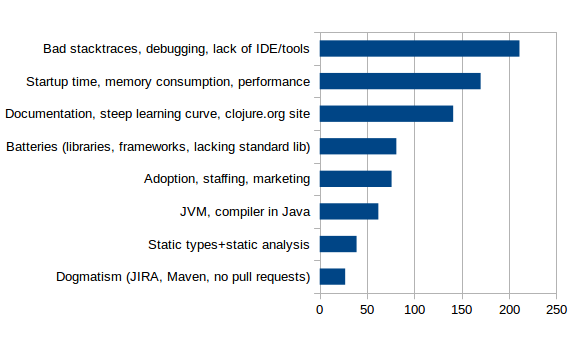 Bad stacktraces, debugging, lack of IDE/tools
Startup time, memory consumption, performance
Documentation, steep learning curve, clojure.org site
Batteries (libraries, frameworks, lacking standard lib)
Adoption, staffing, marketing
JVM, compiler in Java
Static types+static analysis
Dogmatism (JIRA, Maven, no pull requests)
0 50 100 150 200 250